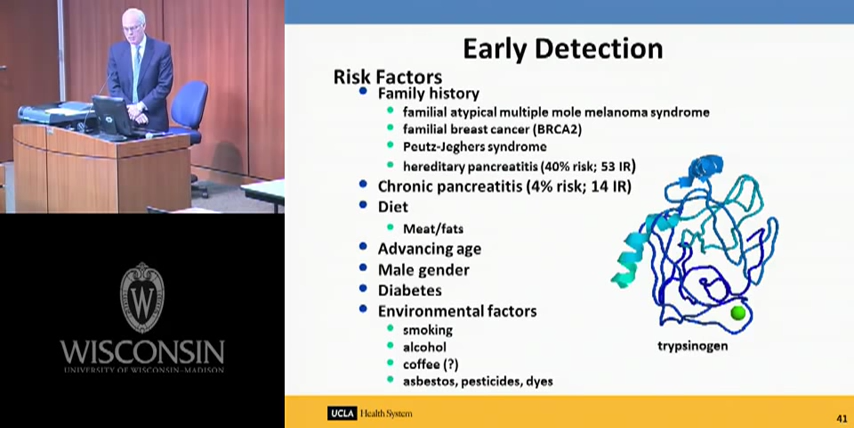 Early Detection
Risk Factors
Family history
familial atypical multiple mole melanoma syndrome
familial breast cancer (BRCA2)
Peutz-Jeghers syndrome
hereditary pancreatitis (40% risk; 53 IR)
Chronic pancreatitis (4% risk; 14 IR)
Diet
Meat/fats
Advancing age
Male gender
Diabetes
Environmental factors
smoking
alcohol
coffee (?)
asbestos, pesticides, dyes
trypsinogen
W
WISCONSIN
UNIVERSITY OF WISCONSIN–MADISON
UCLA Health System
41